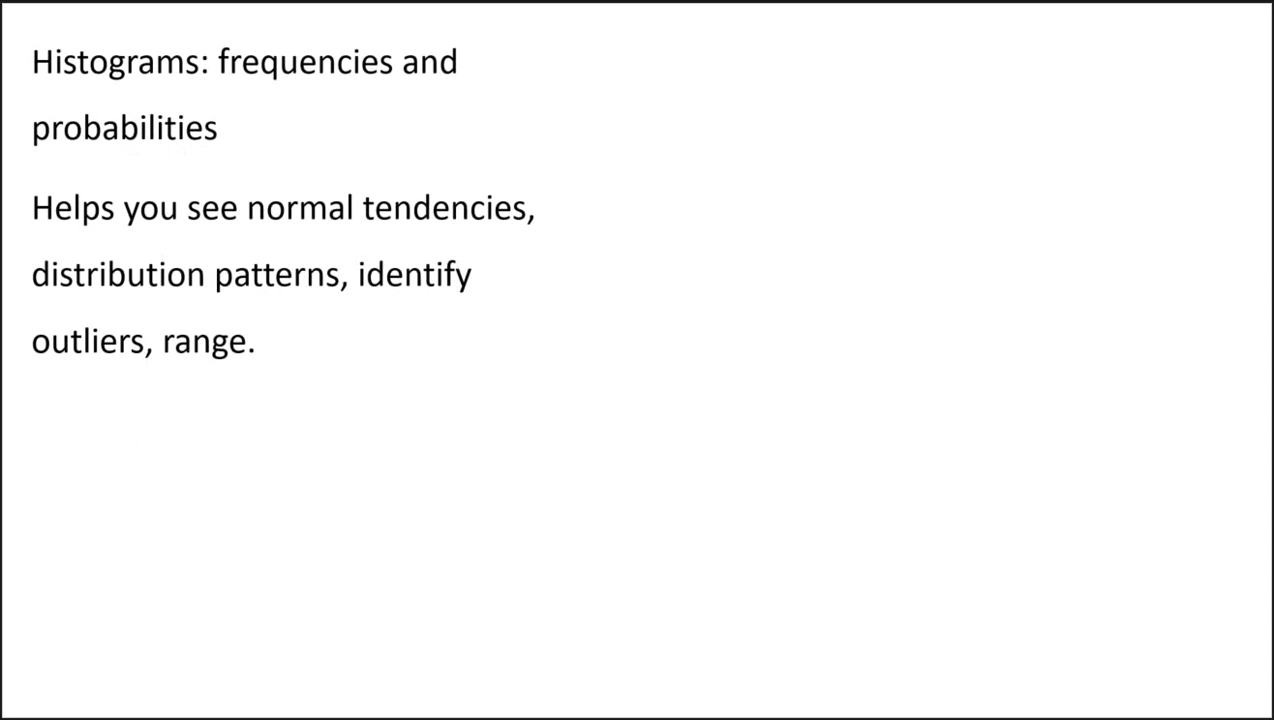 Histograms: frequencies and
probabilities
Helps you see normal tendencies,
distribution patterns, identify
outliers, range.